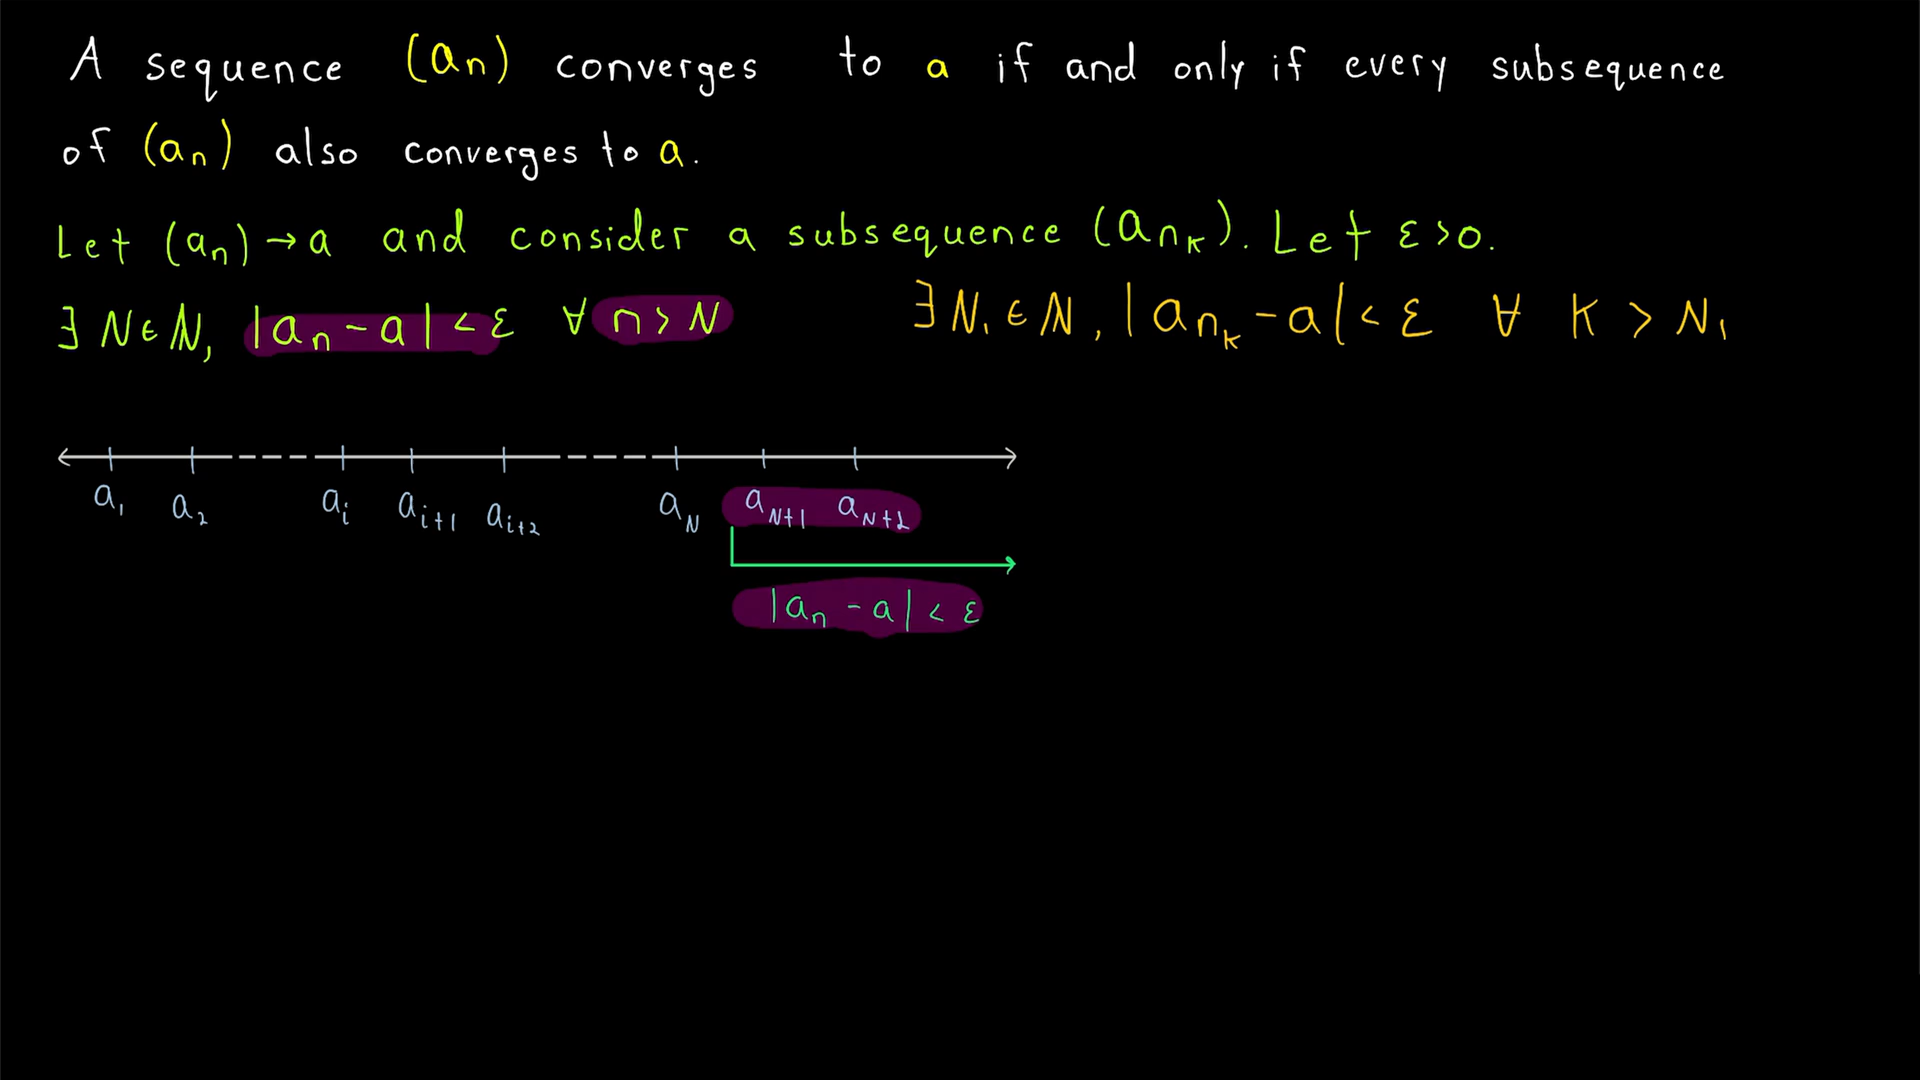 A sequence (aₙ) converges to a if and only if every subsequence
of (aₙ) also converges to a.
Let (aₙ) → a and consider a subsequence (aₙₖ). Let ε > 0.
∃ N ∈ ℕ, |aₙ - a| < ε ∀ n > N
∃ N₁ ∈ ℕ, |aₙₖ - a| < ε ∀ K > N₁
a₁ a₂ aᵢ aᵢ₊₁ aᵢ₊₂ a_N a_N+1 a_N+2
|aₙ - a| < ε